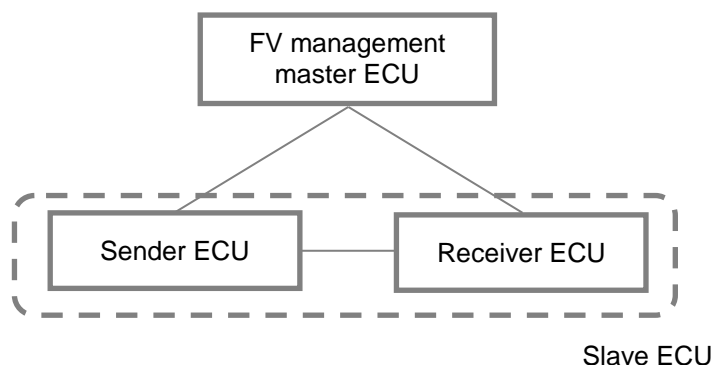 FV management
master ECU
Sender ECU
Receiver ECU
Slave ECU